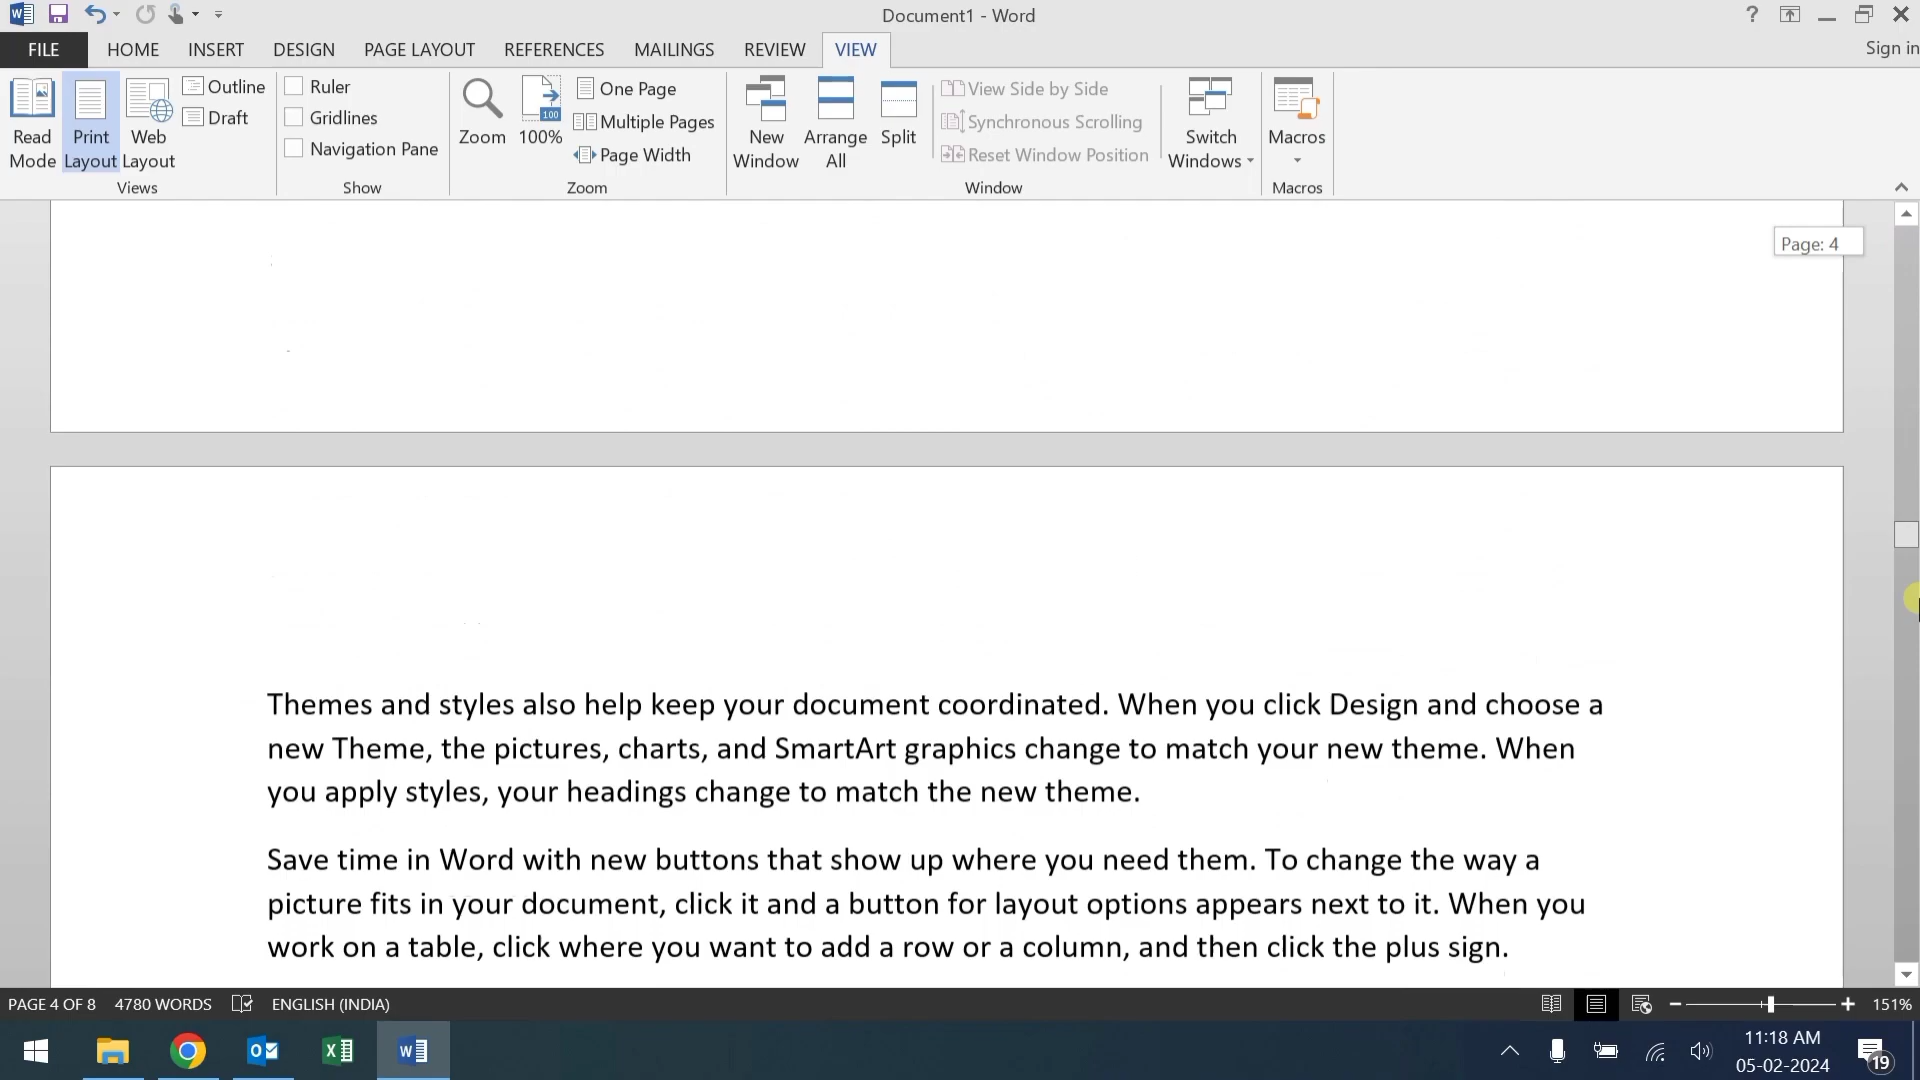 Document1 - Word
Sign in
FILE HOME INSERT DESIGN PAGE LAYOUT REFERENCES MAILINGS REVIEW VIEW
Read Mode
Print Layout
Web Layout
Outline
Draft
Views
Ruler
Gridlines
Navigation Pane
Show
Zoom
100%
100
One Page
Multiple Pages
Page Width
Zoom
New Window
Arrange All
Split
View Side by Side
Synchronous Scrolling
Reset Window Position
Window
Switch Windows
Macros
Macros
Page: 4
Themes and styles also help keep your document coordinated. When you click Design and choose a
new Theme, the pictures, charts, and SmartArt graphics change to match your new theme. When
you apply styles, your headings change to match the new theme.
Save time in Word with new buttons that show up where you need them. To change the way a
picture fits in your document, click it and a button for layout options appears next to it. When you
work on a table, click where you want to add a row or a column, and then click the plus sign.
PAGE 4 OF 8 4780 WORDS ENGLISH (INDIA)
151%
11:18 AM
05-02-2024
19